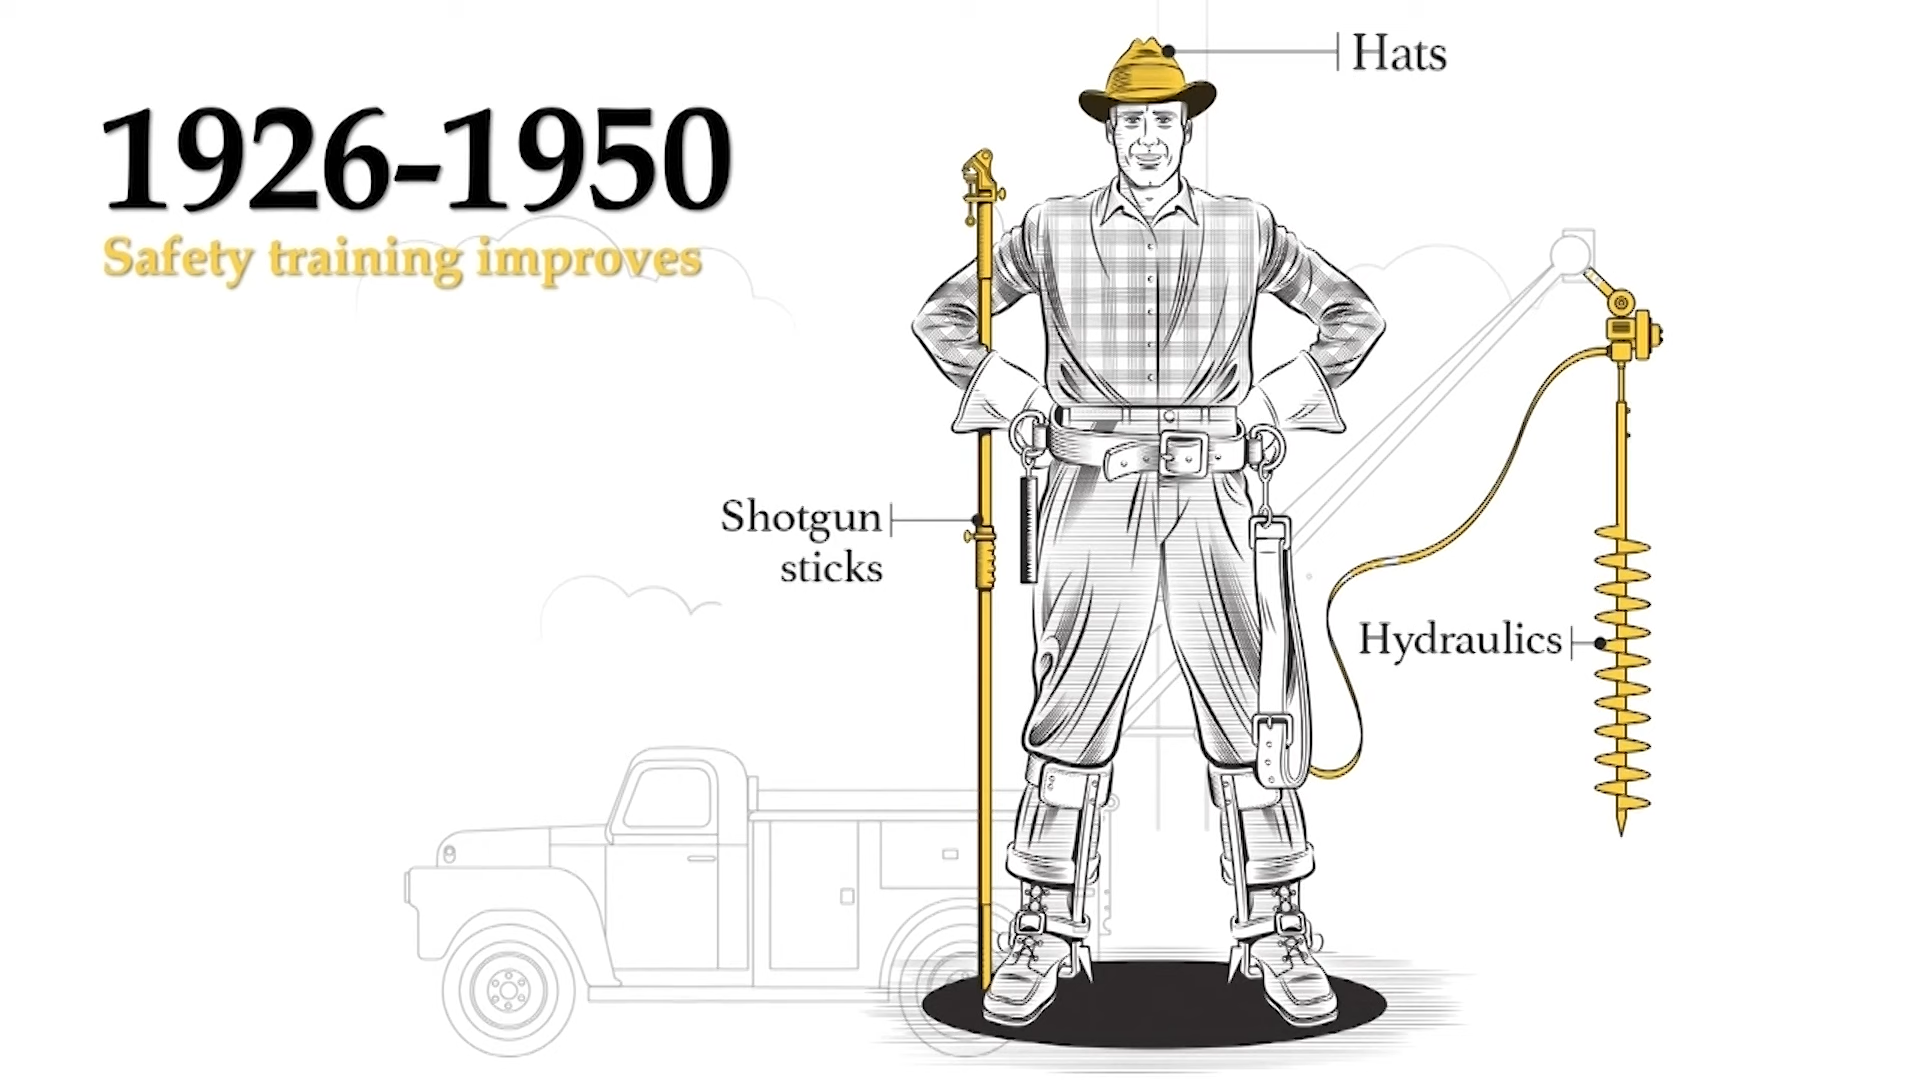 1926-1950
Safety training improves
Hats
Shotgun
sticks
Hydraulics